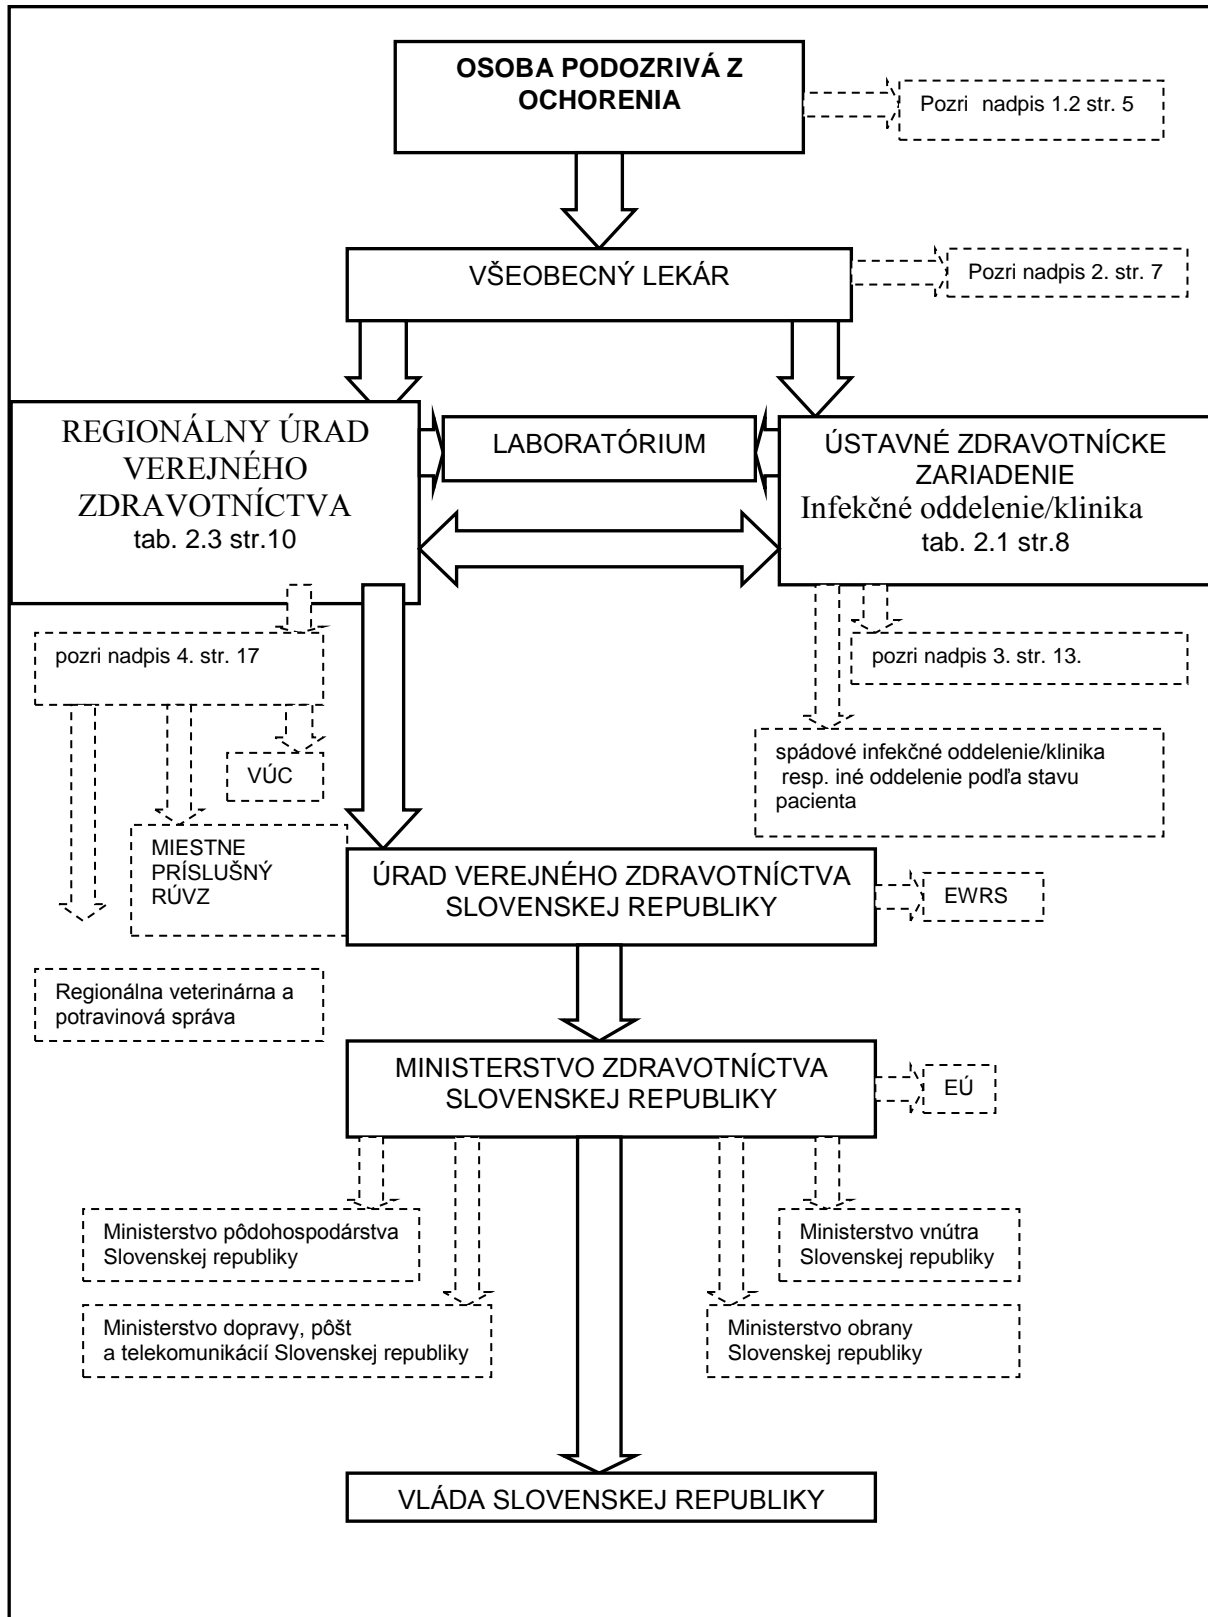 OSOBA PODOZRIVÁ Z
OCHORENIA
Pozri nadpis 1.2 str. 5
VŠEOBECNÝ LEKÁR
Pozri nadpis 2. str. 7
REGIONÁLNY ÚRAD
VEREJNÉHO
ZDRAVOTNÍCTVA
tab. 2.3 str.10
LABORATÓRIUM
ÚSTAVNÉ ZDRAVOTNÍCKE
ZARIADENIE
Infekčné oddelenie/klinika
tab. 2.1 str.8
pozri nadpis 4. str. 17
pozri nadpis 3. str. 13.
VÚC
spádové infekčné oddelenie/klinika
resp. iné oddelenie podľa stavu
pacienta
MIESTNE
PRÍSLUŠNÝ
RÚVZ
ÚRAD VEREJNÉHO ZDRAVOTNÍCTVA
SLOVENSKEJ REPUBLIKY
EWRS
Regionálna veterinárna a
potravinová správa
MINISTERSTVO ZDRAVOTNÍCTVA
SLOVENSKEJ REPUBLIKY
EÚ
Ministerstvo pôdohospodárstva
Slovenskej republiky
Ministerstvo vnútra
Slovenskej republiky
Ministerstvo dopravy, pôšt
a telekomunikácií Slovenskej republiky
Ministerstvo obrany
Slovenskej republiky
VLÁDA SLOVENSKEJ REPUBLIKY